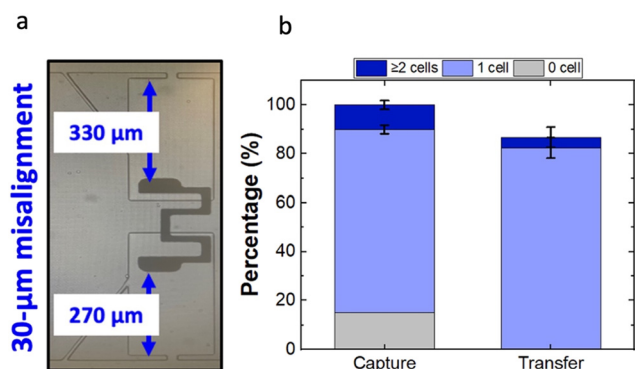 a
30-µm misalignment
330 µm
270 µm
b
≥2 cells
1 cell
0 cell
Percentage (%)
100
80
60
40
20
0
Capture
Transfer